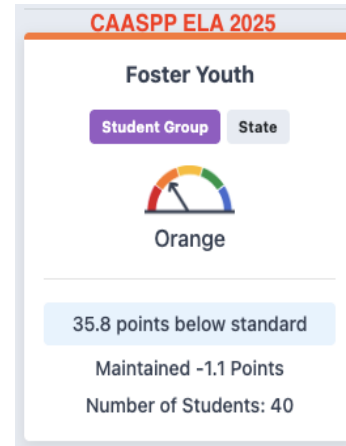 CAASPP ELA 2025
Foster Youth
Student Group State
Orange
35.8 points below standard
Maintained -1.1 Points
Number of Students: 40